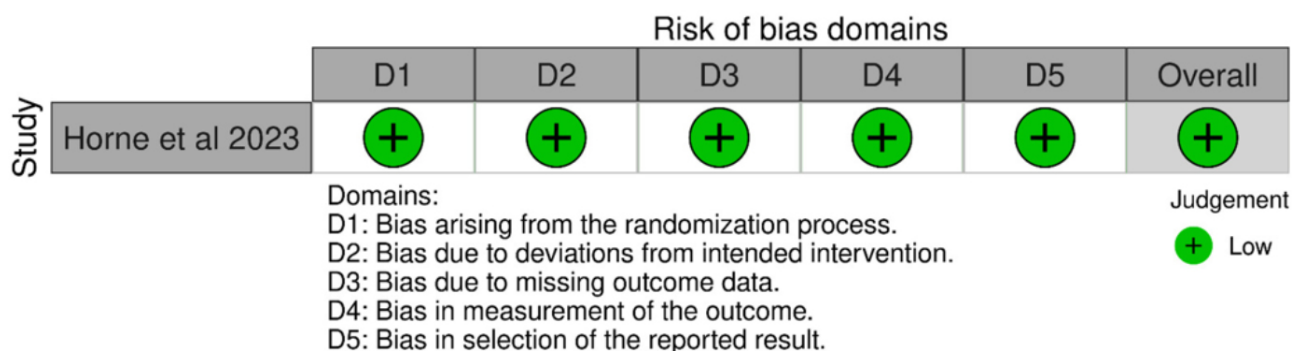 Risk of bias domains
D1 D2 D3 D4 D5 Overall
Study
Horne et al 2023 + + + + + +
Domains:
D1: Bias arising from the randomization process.
D2: Bias due to deviations from intended intervention.
D3: Bias due to missing outcome data.
D4: Bias in measurement of the outcome.
D5: Bias in selection of the reported result.
Judgement
+ Low